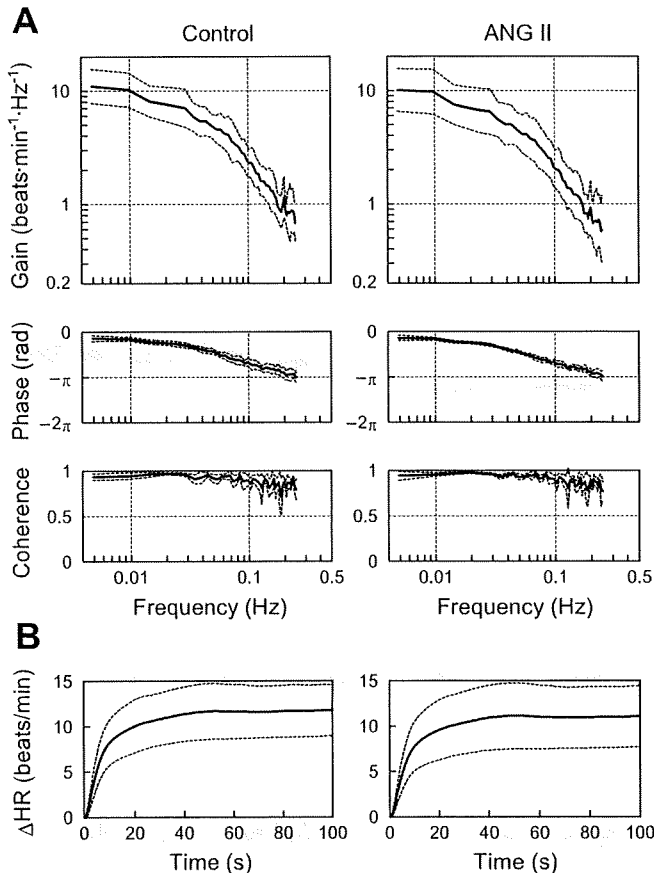 A
Control
ANG II
Gain (beats·min⁻¹·Hz⁻¹)
10
1
0.2
10
1
0.2
Phase (rad)
0
−π
−2π
0
−π
−2π
Coherence
1
0.5
0
1
0.5
0
0.01 0.1 0.5
0.01 0.1 0.5
Frequency (Hz)
Frequency (Hz)
B
ΔHR (beats/min)
15
10
5
0
15
10
5
0
0 20 40 60 80 100
0 20 40 60 80 100
Time (s)
Time (s)